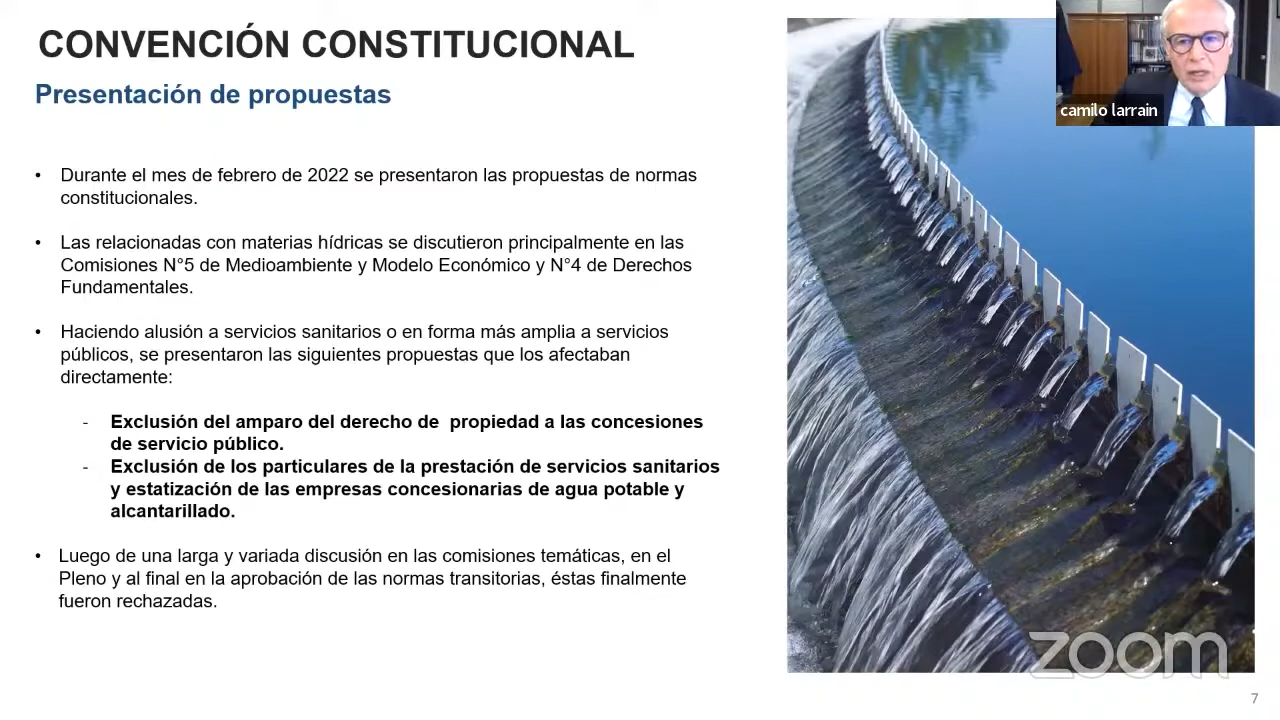 CONVENCIÓN CONSTITUCIONAL
Presentación de propuestas
camilo larrain
• Durante el mes de febrero de 2022 se presentaron las propuestas de normas
constitucionales.
• Las relacionadas con materias hídricas se discutieron principalmente en las
Comisiones N°5 de Medioambiente y Modelo Económico y N°4 de Derechos
Fundamentales.
• Haciendo alusión a servicios sanitarios o en forma más amplia a servicios
públicos, se presentaron las siguientes propuestas que los afectaban
directamente:
- Exclusión del amparo del derecho de propiedad a las concesiones
de servicio público.
- Exclusión de los particulares de la prestación de servicios sanitarios
y estatización de las empresas concesionarias de agua potable y
alcantarillado.
• Luego de una larga y variada discusión en las comisiones temáticas, en el
Pleno y al final en la aprobación de las normas transitorias, éstas finalmente
fueron rechazadas.
zoom
7